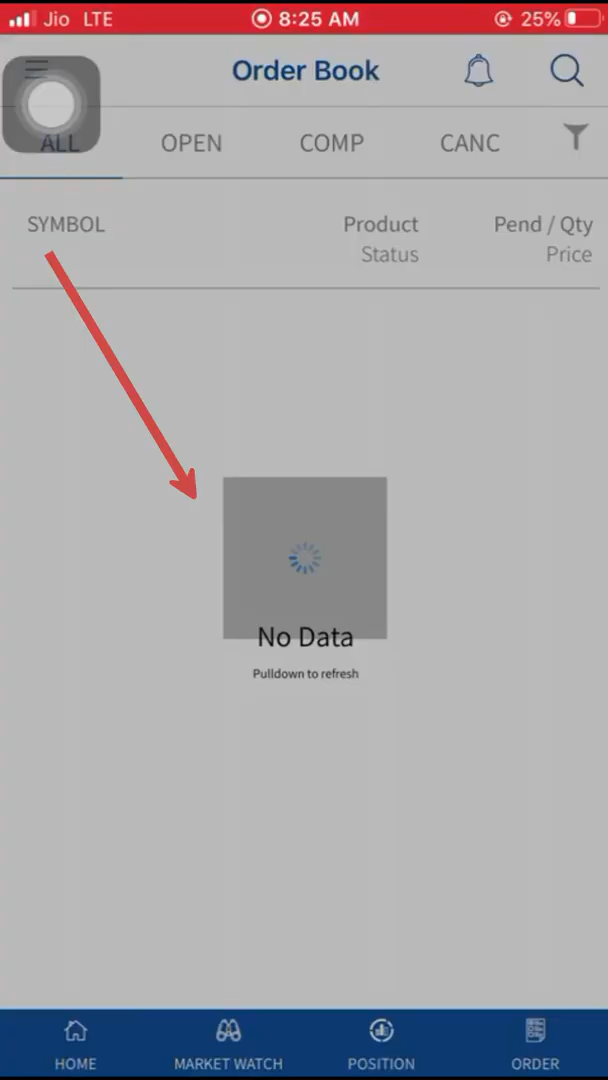 Jio LTE 8:25 AM 25%
Order Book
ALL OPEN COMP CANC
SYMBOL Product Pend / Qty
Status Price
No Data
Pulldown to refresh
HOME MARKET WATCH POSITION ORDER